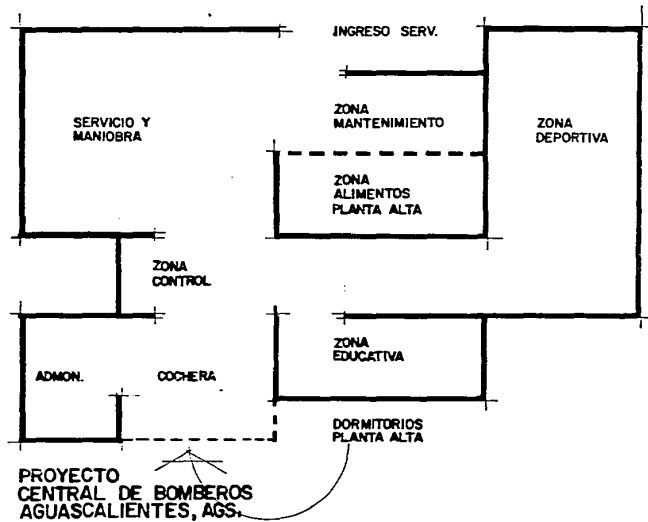 INGRESO SERV.
SERVICIO Y
MANIOBRA
ZONA
MANTENIMIENTO
ZONA
DEPORTIVA
ZONA
ALIMENTOS
PLANTA ALTA
ZONA
CONTROL
ZONA
EDUCATIVA
ADMON.
COCHERA
DORMITORIOS
PLANTA ALTA
PROYECTO
CENTRAL DE BOMBEROS
AGUASCALIENTES, AGS.